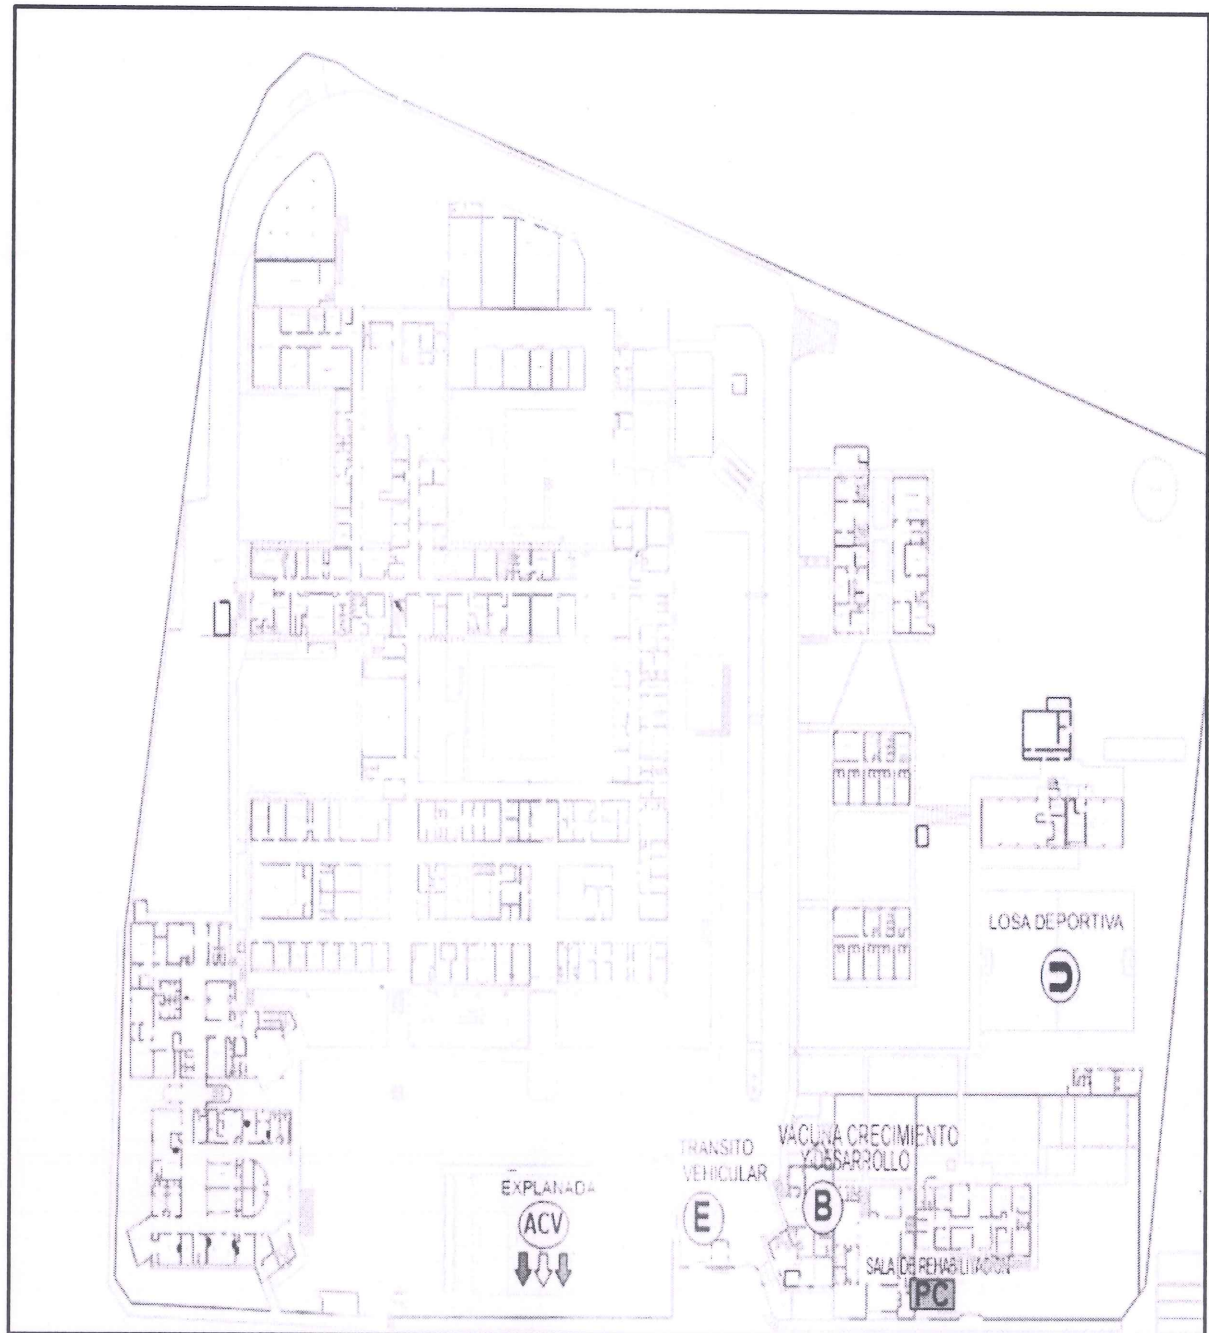 LOSA DEPORTIVA
U
VACUNA CRECIMIENTO
Y DESARROLLO
B
TRANSITO
VEHICULAR
E
EXPLANADA
ACV
SALA DE REHABILITACION
PC